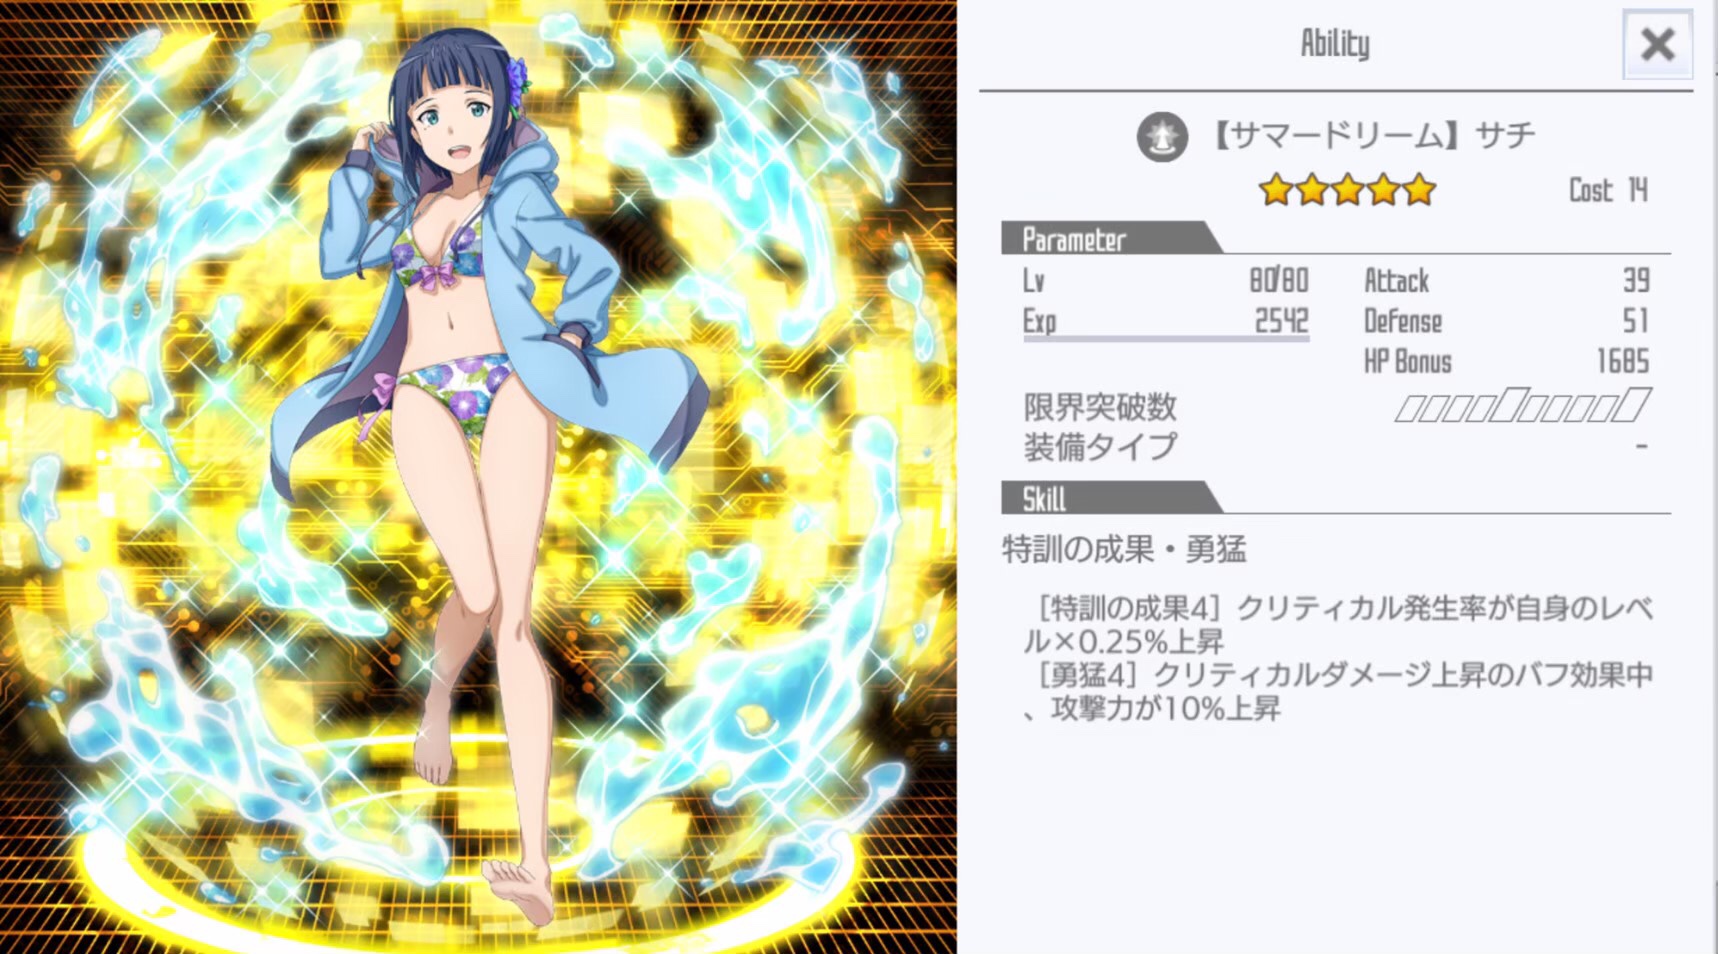 Ability
【サマードリーム】サチ
Cost 14
Parameter
Lv 80/80
Attack 39
Exp 2542
Defense 51
HP Bonus 1685
限界突破数
装備タイプ -
Skill
特訓の成果・勇猛
［特訓の成果4］クリティカル発生率が自身のレベ
ル×0.25%上昇
［勇猛4］クリティカルダメージ上昇のバフ効果中
、攻撃力が10%上昇